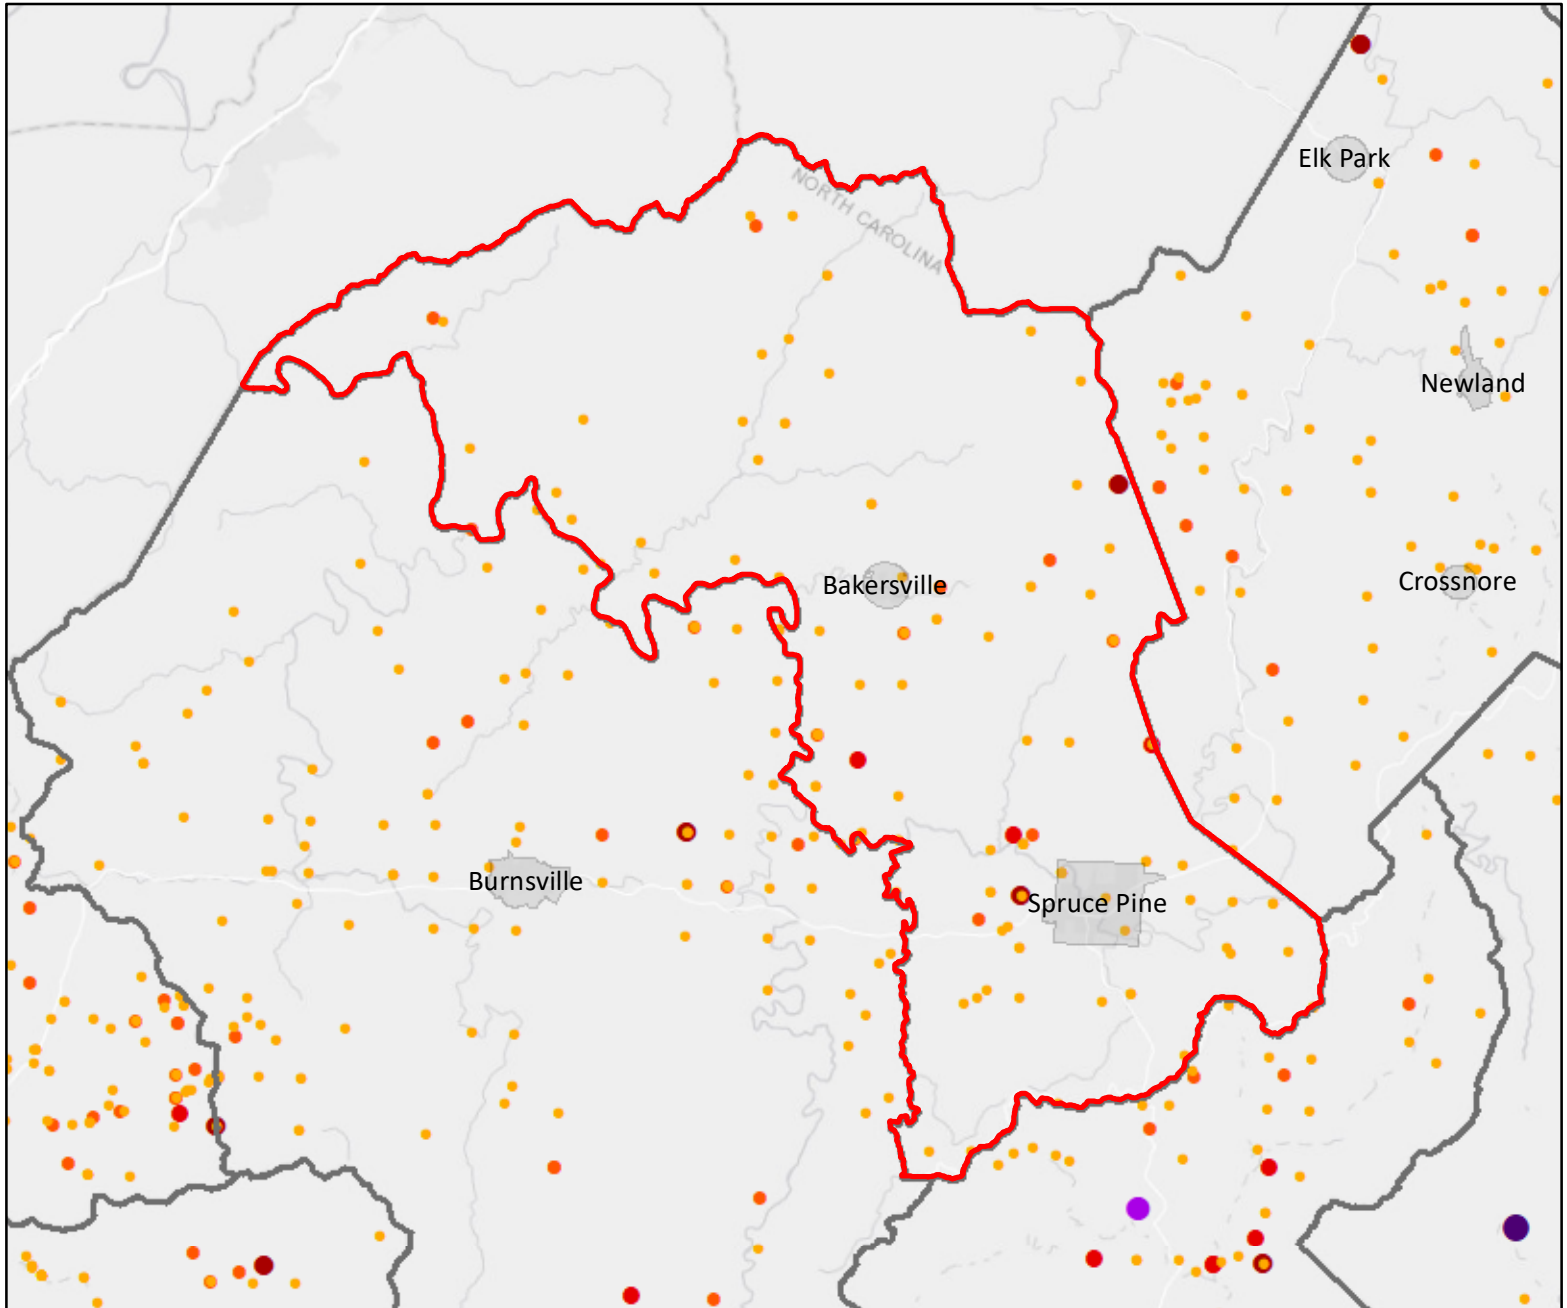 Elk Park
NORTH CAROLINA
Newland
Bakersville
Crossnore
Burnsville
Spruce Pine